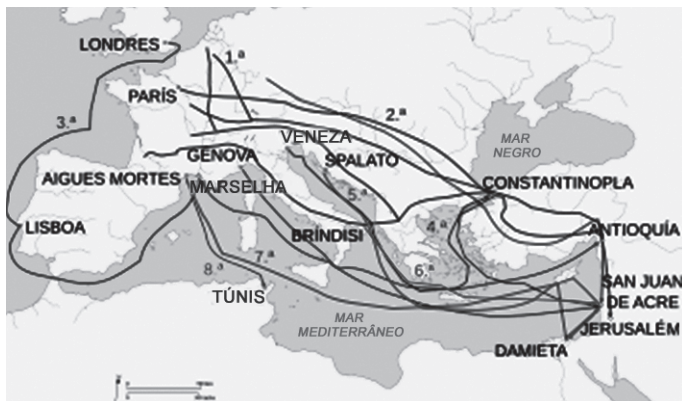 LONDRES
1.ª
PARÍS
3.ª
2.ª
MAR
NEGRO
VENEZA
GENOVA
SPALATO
AIGUES MORTES
MARSELHA
CONSTANTINOPLA
5.ª
LISBOA
BRÍNDISI
4.ª
ANTIOQUÍA
7.ª
8.ª
6.ª
SAN JUAN
DE ACRE
TÚNIS
MAR
MEDITERRÂNEO
JERUSALÉM
DAMIETA